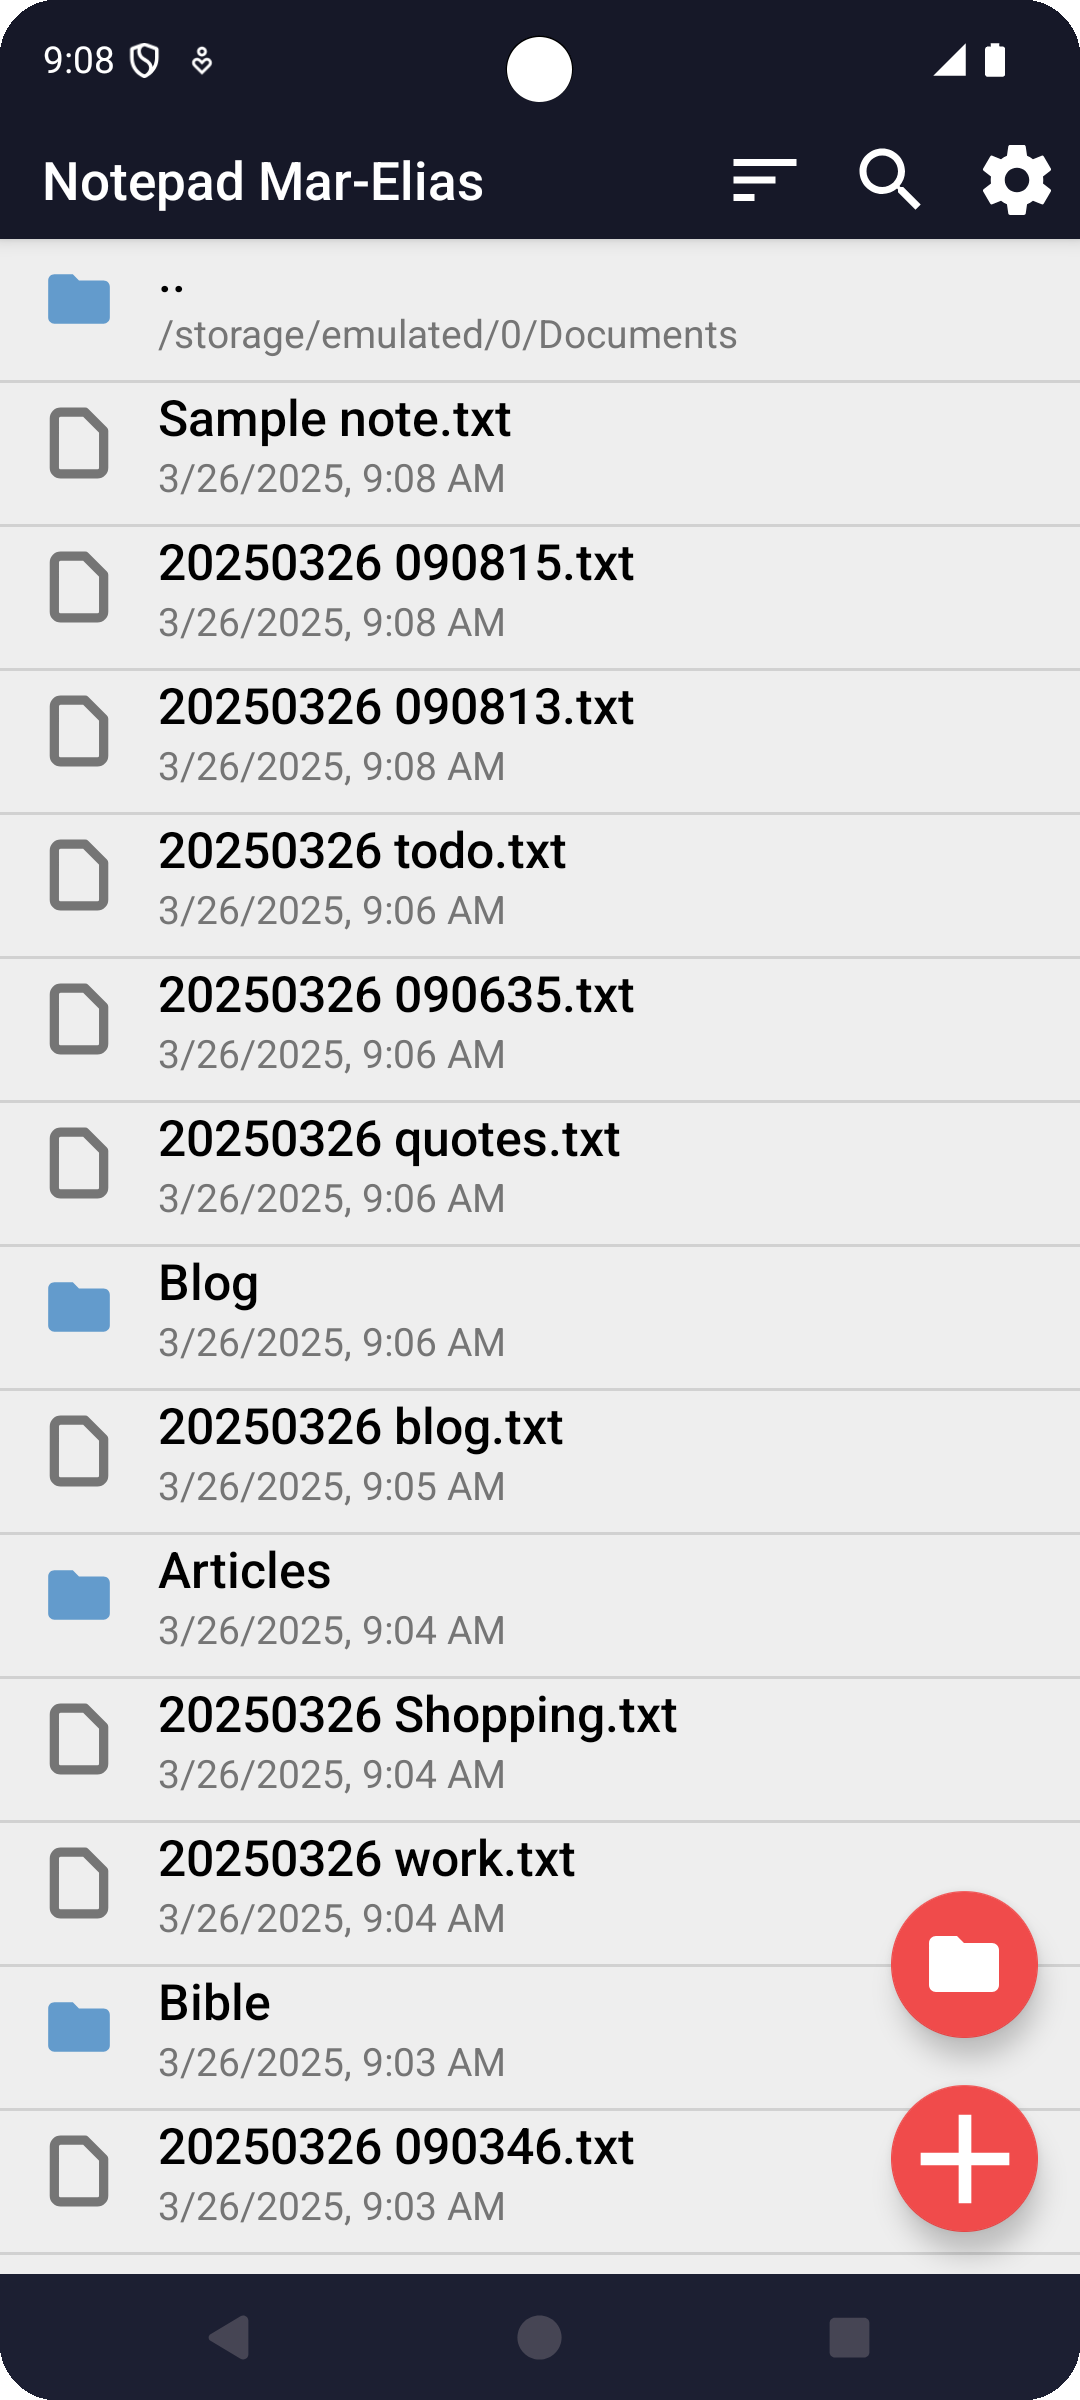 9:08
Notepad Mar-Elias
..
/storage/emulated/0/Documents
Sample note.txt
3/26/2025, 9:08 AM
20250326 090815.txt
3/26/2025, 9:08 AM
20250326 090813.txt
3/26/2025, 9:08 AM
20250326 todo.txt
3/26/2025, 9:06 AM
20250326 090635.txt
3/26/2025, 9:06 AM
20250326 quotes.txt
3/26/2025, 9:06 AM
Blog
3/26/2025, 9:06 AM
20250326 blog.txt
3/26/2025, 9:05 AM
Articles
3/26/2025, 9:04 AM
20250326 Shopping.txt
3/26/2025, 9:04 AM
20250326 work.txt
3/26/2025, 9:04 AM
Bible
3/26/2025, 9:03 AM
20250326 090346.txt
3/26/2025, 9:03 AM